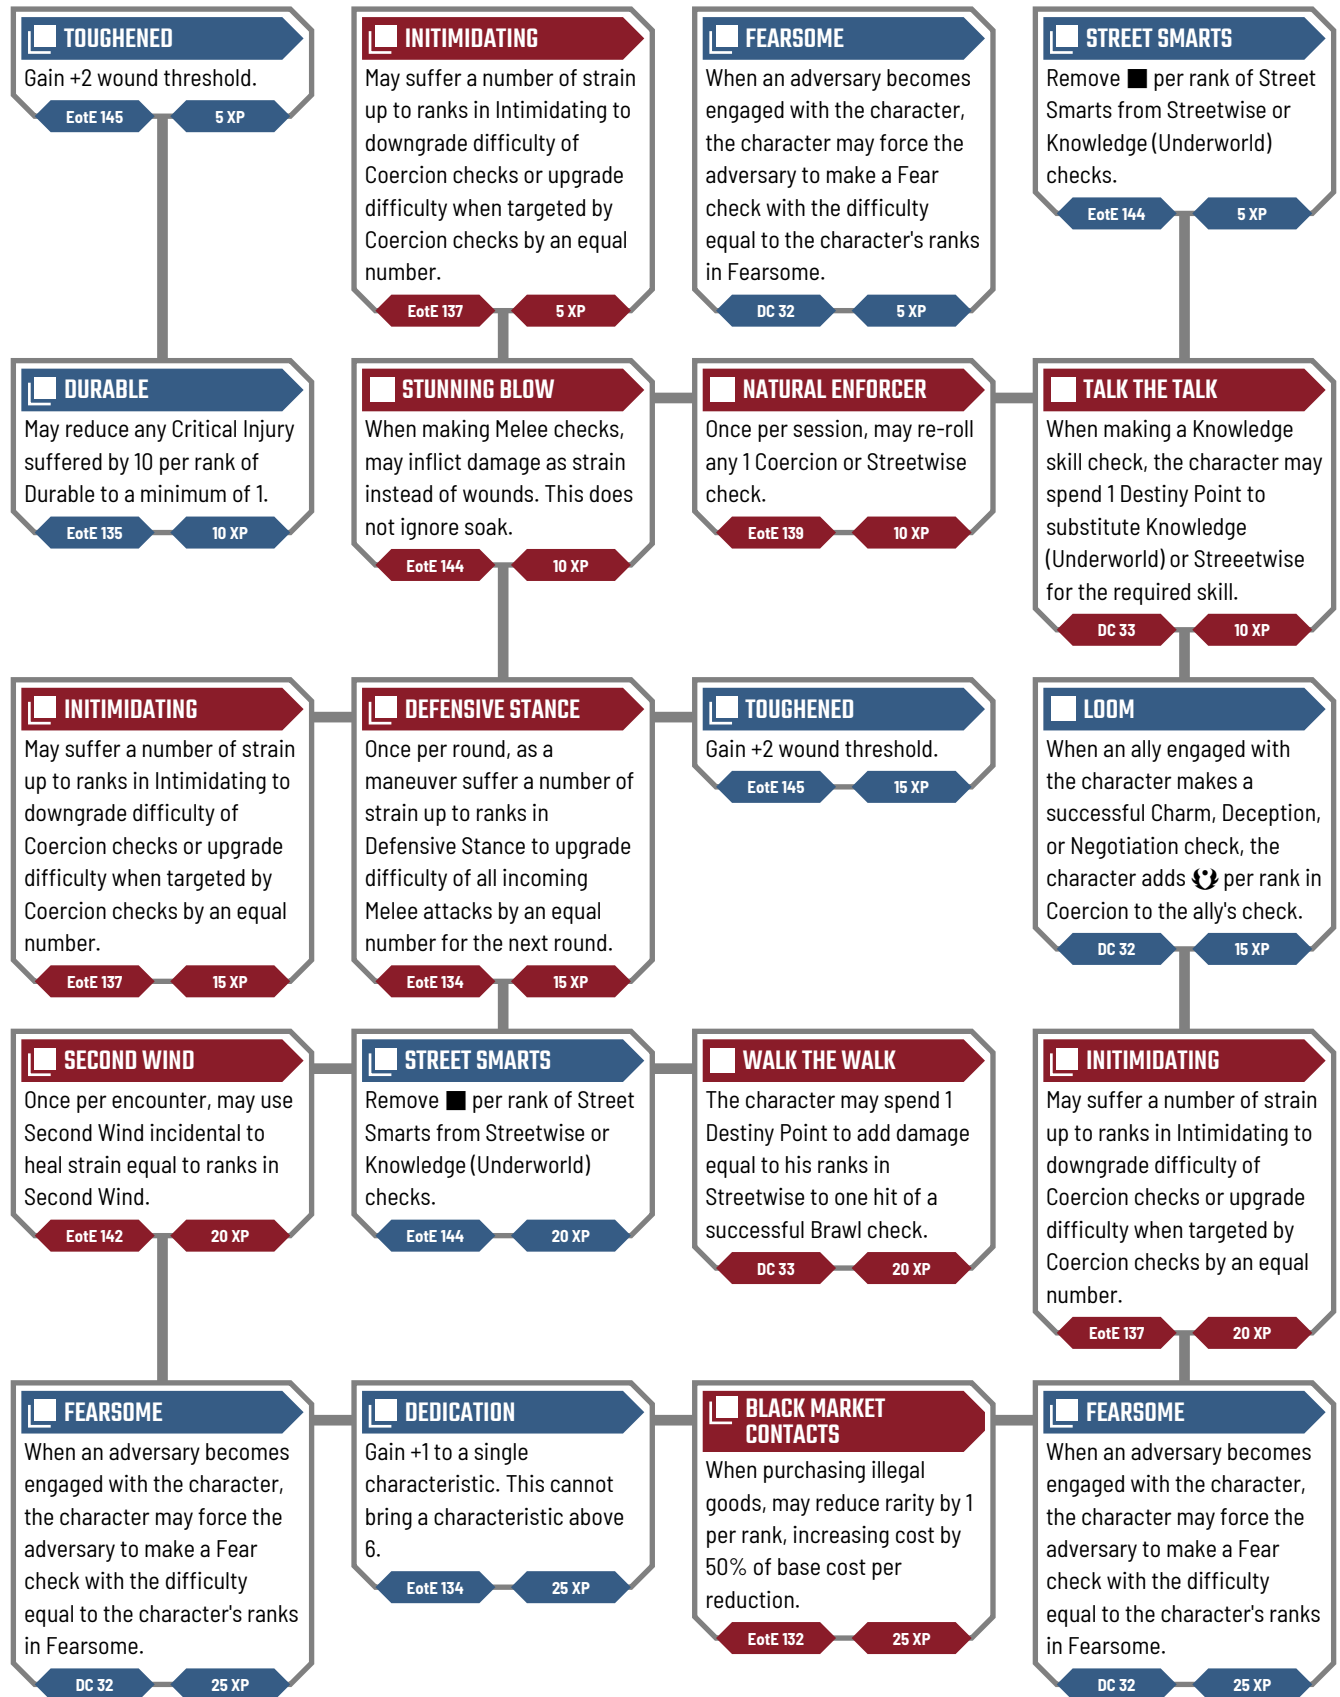 TOUGHENED
Gain +2 wound threshold.
EotE 145
5 XP
INITIMIDATING
May suffer a number of strain
up to ranks in Intimidating to
downgrade difficulty of
Coercion checks or upgrade
difficulty when targeted by
Coercion checks by an equal
number.
EotE 137
5 XP
FEARSOME
When an adversary becomes
engaged with the character,
the character may force the
adversary to make a Fear
check with the difficulty
equal to the character's ranks
in Fearsome.
DC 32
5 XP
STREET SMARTS
Remove ■ per rank of Street
Smarts from Streetwise or
Knowledge (Underworld)
checks.
EotE 144
5 XP
DURABLE
May reduce any Critical Injury
suffered by 10 per rank of
Durable to a minimum of 1.
EotE 135
10 XP
STUNNING BLOW
When making Melee checks,
may inflict damage as strain
instead of wounds. This does
not ignore soak.
EotE 144
10 XP
NATURAL ENFORCER
Once per session, may re-roll
any 1 Coercion or Streetwise
check.
EotE 139
10 XP
TALK THE TALK
When making a Knowledge
skill check, the character may
spend 1 Destiny Point to
substitute Knowledge
(Underworld) or Streeetwise
for the required skill.
DC 33
10 XP
INITIMIDATING
May suffer a number of strain
up to ranks in Intimidating to
downgrade difficulty of
Coercion checks or upgrade
difficulty when targeted by
Coercion checks by an equal
number.
EotE 137
15 XP
DEFENSIVE STANCE
Once per round, as a
maneuver suffer a number of
strain up to ranks in
Defensive Stance to upgrade
difficulty of all incoming
Melee attacks by an equal
number for the next round.
EotE 134
15 XP
TOUGHENED
Gain +2 wound threshold.
EotE 145
15 XP
LOOM
When an ally engaged with
the character makes a
successful Charm, Deception,
or Negotiation check, the
character adds per rank in
Coercion to the ally's check.
DC 32
15 XP
SECOND WIND
Once per encounter, may use
Second Wind incidental to
heal strain equal to ranks in
Second Wind.
EotE 142
20 XP
STREET SMARTS
Remove ■ per rank of Street
Smarts from Streetwise or
Knowledge (Underworld)
checks.
EotE 144
20 XP
WALK THE WALK
The character may spend 1
Destiny Point to add damage
equal to his ranks in
Streetwise to one hit of a
successful Brawl check.
DC 33
20 XP
INITIMIDATING
May suffer a number of strain
up to ranks in Intimidating to
downgrade difficulty of
Coercion checks or upgrade
difficulty when targeted by
Coercion checks by an equal
number.
EotE 137
20 XP
FEARSOME
When an adversary becomes
engaged with the character,
the character may force the
adversary to make a Fear
check with the difficulty
equal to the character's ranks
in Fearsome.
DC 32
25 XP
DEDICATION
Gain +1 to a single
characteristic. This cannot
bring a characteristic above
6.
EotE 134
25 XP
BLACK MARKET
CONTACTS
When purchasing illegal
goods, may reduce rarity by 1
per rank, increasing cost by
50% of base cost per
reduction.
EotE 132
25 XP
FEARSOME
When an adversary becomes
engaged with the character,
the character may force the
adversary to make a Fear
check with the difficulty
equal to the character's ranks
in Fearsome.
DC 32
25 XP